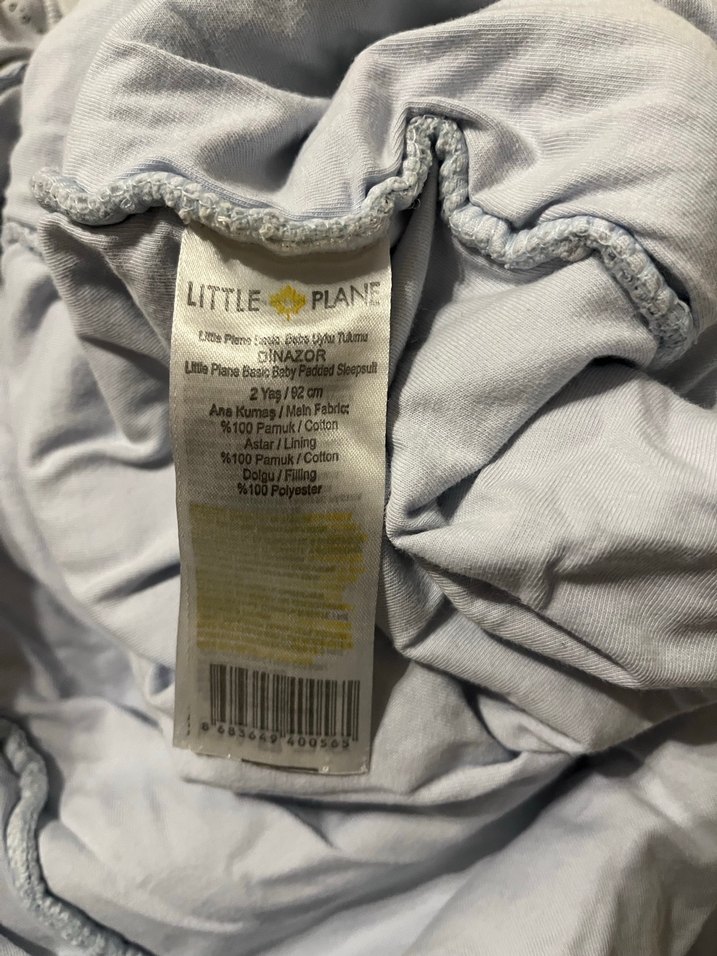 LITTLE PLANE
Little Plane Basic Bebe Uyku Tulumu
DİNAZOR
Little Plane Basic Baby Padded Sleepsuit
2 Yaş / 92 cm
Ana Kumaş / Main Fabric:
%100 Pamuk / Cotton
Astar / Lining
%100 Pamuk / Cotton
Dolgu / Filling
%100 Polyester
8 683649 400565